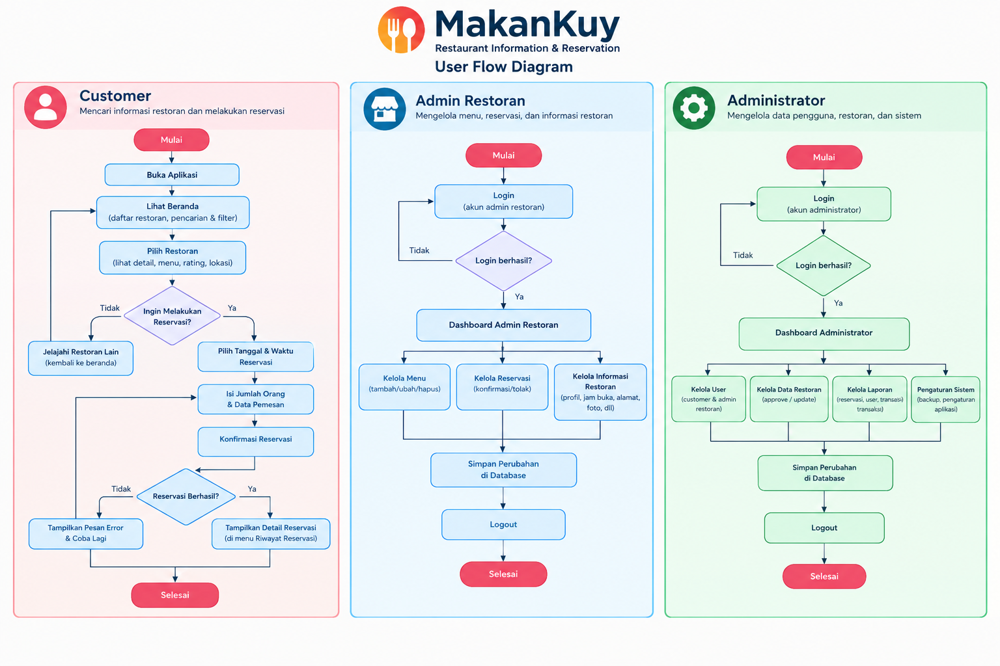 MakanKuy
Restaurant Information & Reservation
User Flow Diagram
Customer
Mencari informasi restoran dan melakukan reservasi
Mulai
Buka Aplikasi
Lihat Beranda
(daftar restoran, pencarian & filter)
Pilih Restoran
(lihat detail, menu, rating, lokasi)
Ingin Melakukan
Reservasi?
Tidak
Ya
Jelajahi Restoran Lain
(kembali ke beranda)
Pilih Tanggal & Waktu
Reservasi
Isi Jumlah Orang
& Data Pemesan
Konfirmasi Reservasi
Reservasi Berhasil?
Tidak
Ya
Tampilkan Pesan Error
& Coba Lagi
Tampilkan Detail Reservasi
(di menu Riwayat Reservasi)
Selesai
Admin Restoran
Mengelola menu, reservasi, dan informasi restoran
Mulai
Login
(akun admin restoran)
Tidak
Login berhasil?
Ya
Dashboard Admin Restoran
Kelola Menu
(tambah/ubah/hapus)
Kelola Reservasi
(konfirmasi/tolak)
Kelola Informasi
Restoran
(profil, jam buka, alamat,
foto, dll)
Simpan Perubahan
di Database
Logout
Selesai
Administrator
Mengelola data pengguna, restoran, dan sistem
Mulai
Login
(akun administrator)
Tidak
Login berhasil?
Ya
Dashboard Administrator
Kelola User
(customer & admin
restoran)
Kelola Data Restoran
(approve / update)
Kelola Laporan
(reservasi, user, transasi
transaksi)
Pengaturan Sistem
(backup, pengaturan
aplikasi)
Simpan Perubahan
di Database
Logout
Selesai